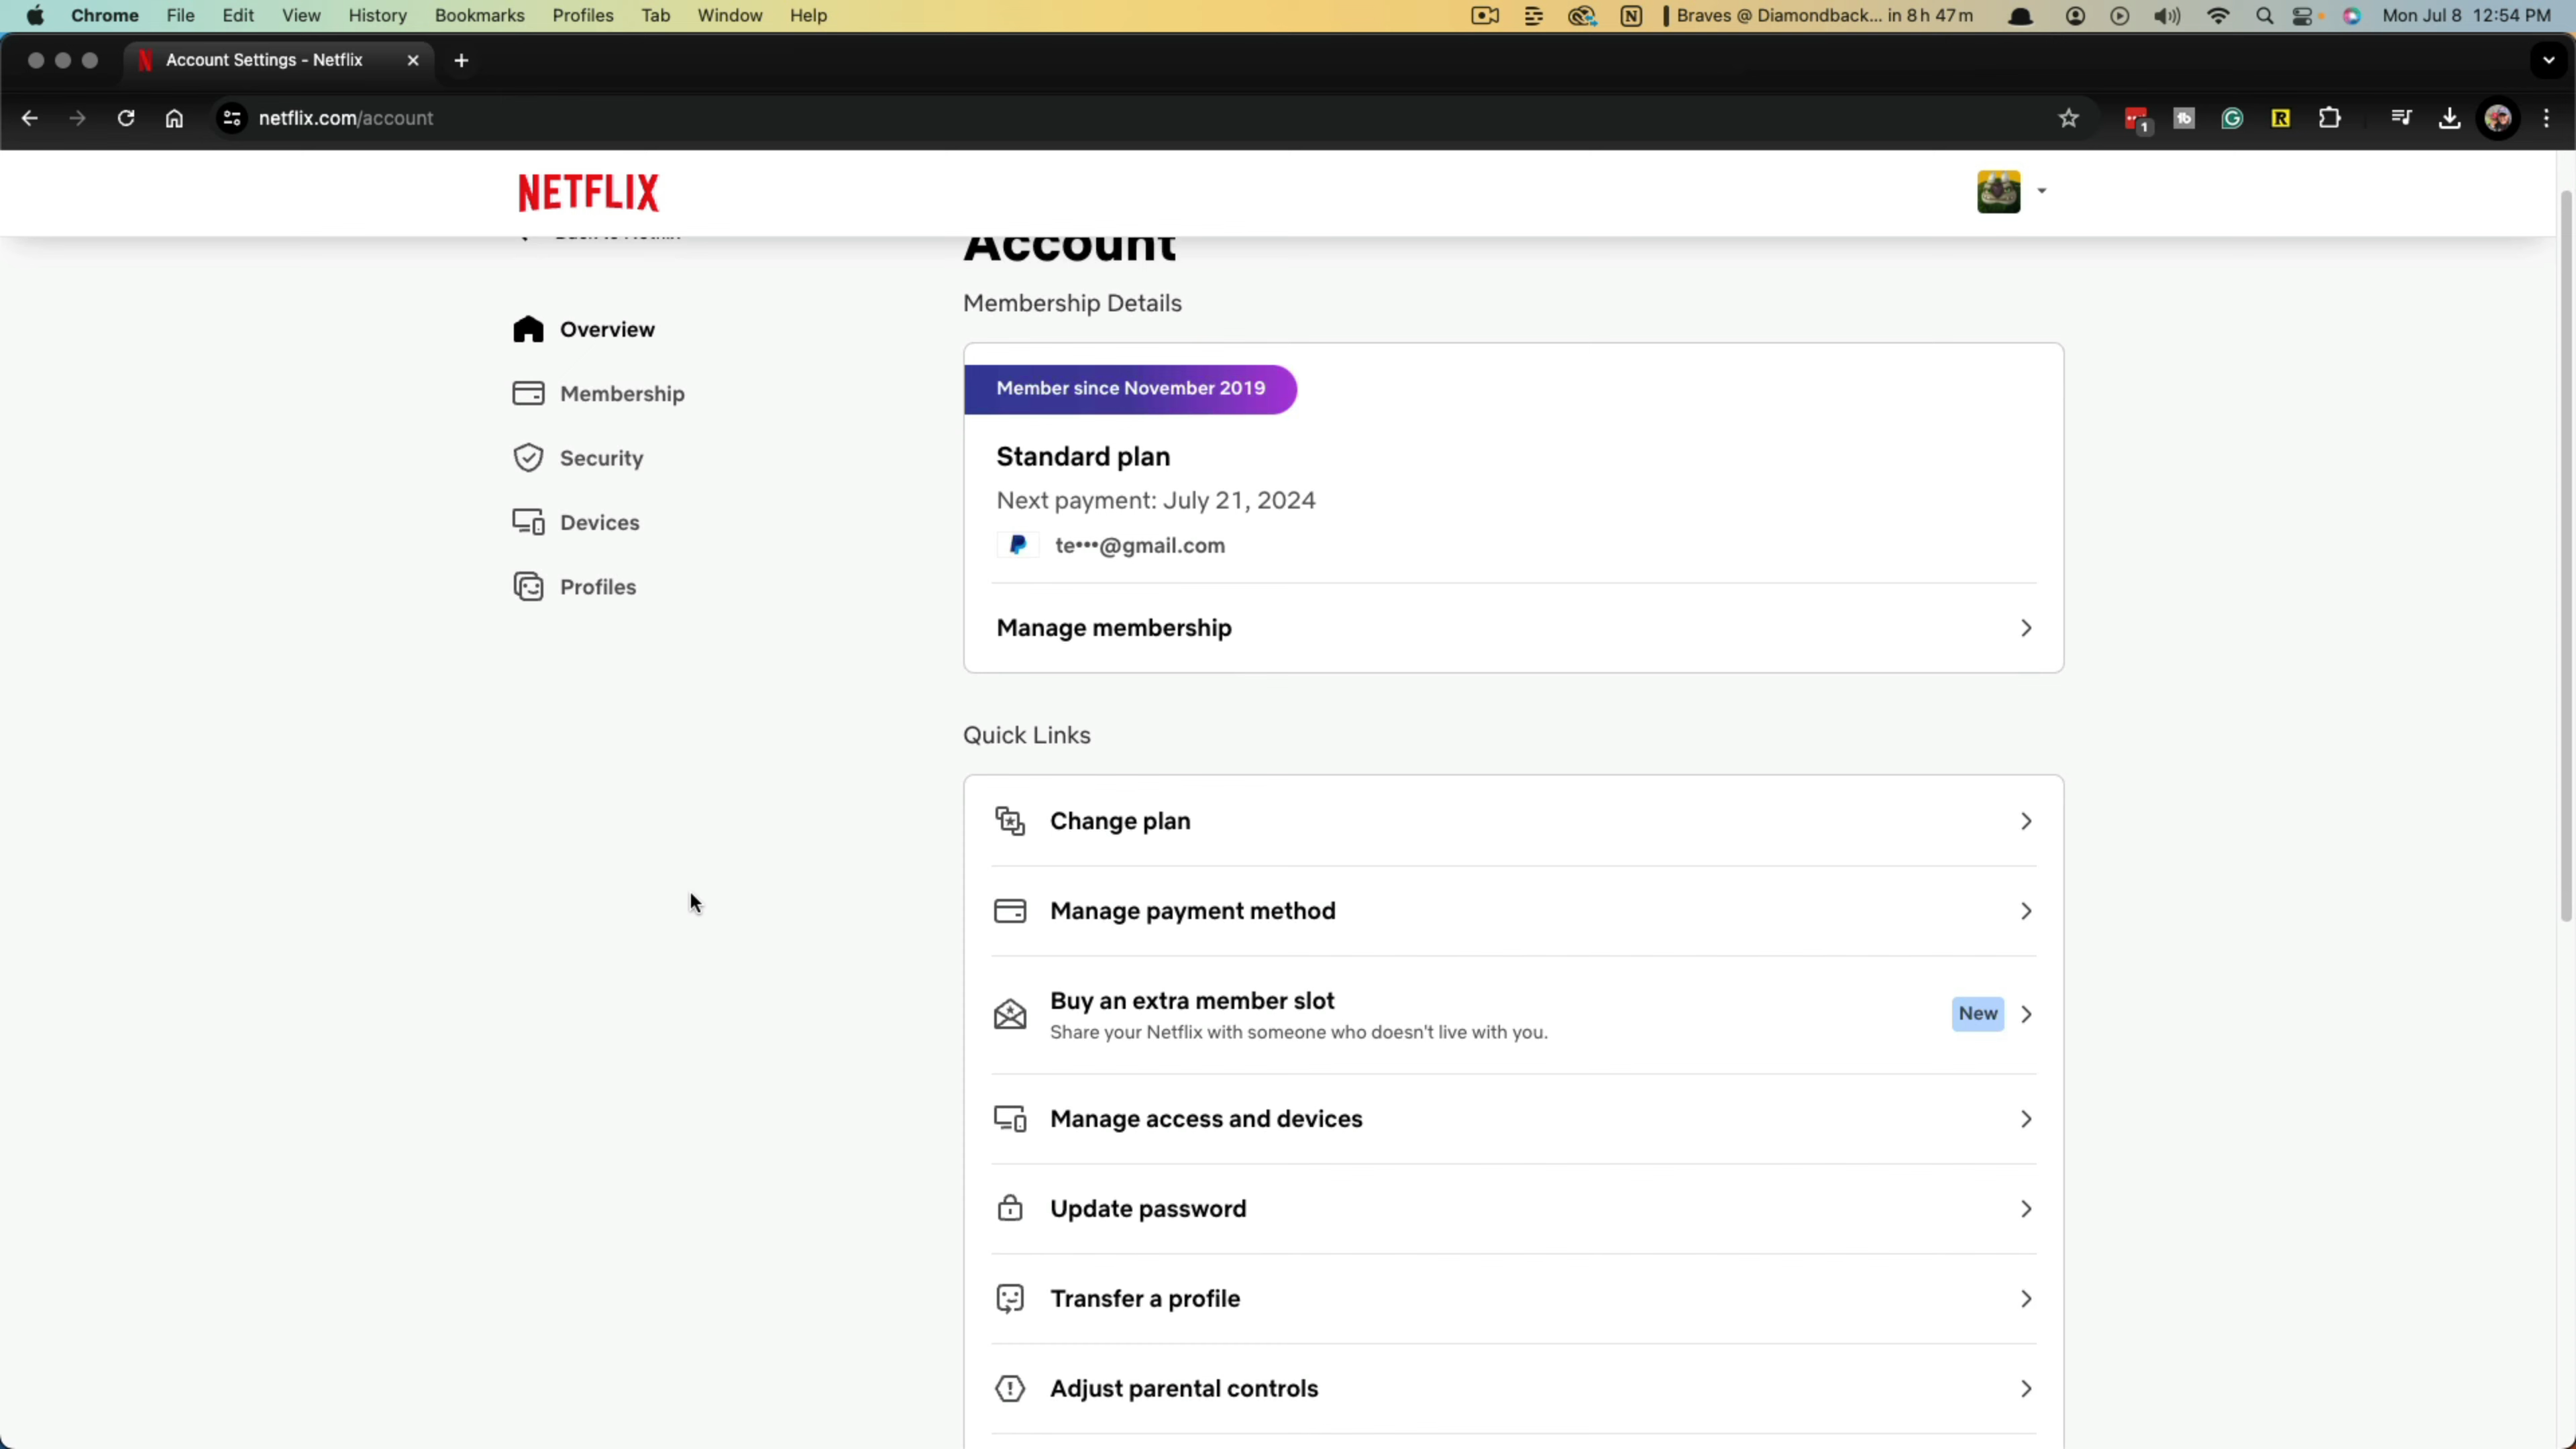 Chrome File Edit View History Bookmarks Profiles Tab Window Help Braves @ Diamondback... in 8 h 47 m Mon Jul 8 12:54 PM
Account Settings - Netflix
netflix.com/account
1
NETFLIX
Account
Membership Details
Overview
Membership
Security
Devices
Profiles
Member since November 2019
Standard plan
Next payment: July 21, 2024
te•••@gmail.com
Manage membership
Quick Links
Change plan
Manage payment method
Buy an extra member slot
Share your Netflix with someone who doesn't live with you.
New
Manage access and devices
Update password
Transfer a profile
Adjust parental controls